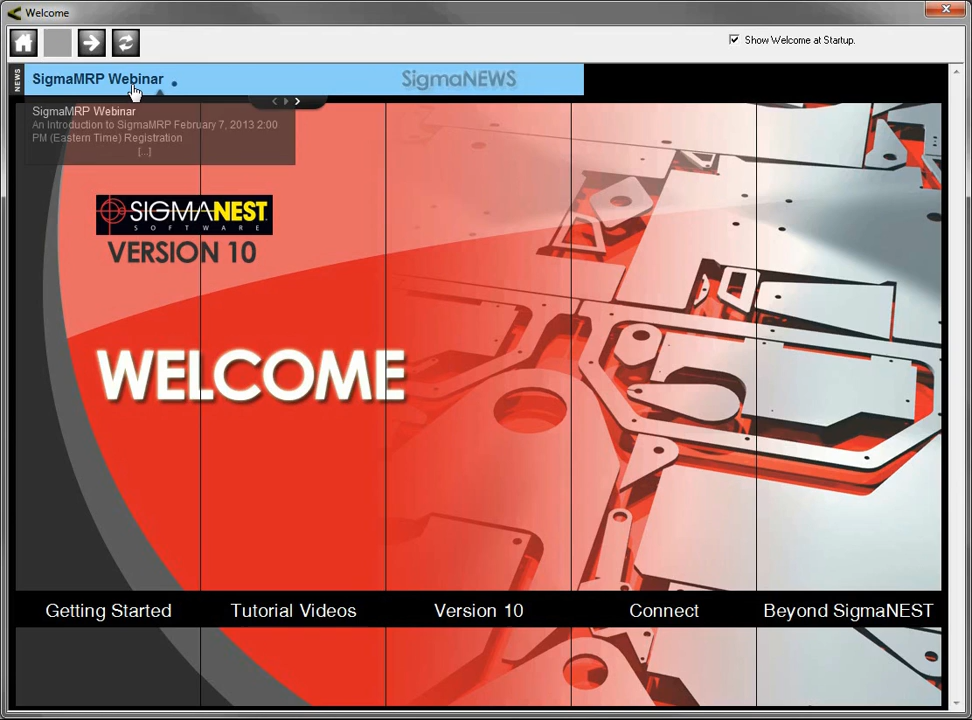 Welcome
Show Welcome at Startup.
NEWS
SigmaMRP Webinar
SigmaNEWS
SigmaMRP Webinar
An Introduction to SigmaMRP February 7, 2013 2:00
PM (Eastern Time) Registration
[...]
SIGMANEST
SOFTWARE
VERSION 10
WELCOME
Getting Started
Tutorial Videos
Version 10
Connect
Beyond SigmaNEST